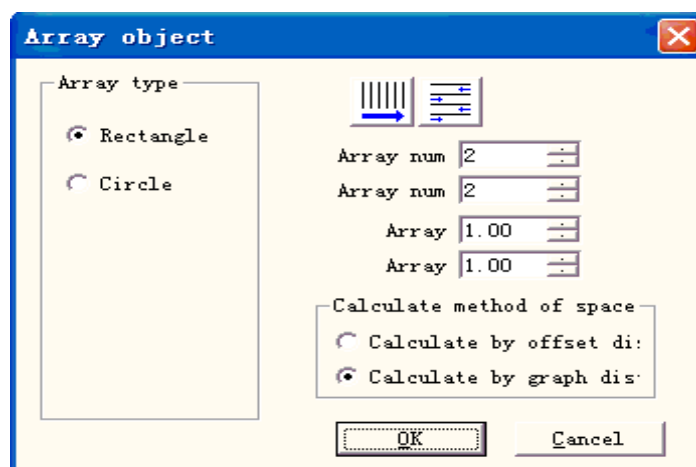 Array object
Array type
Rectangle
Circle
Array num 2
Array num 2
Array 1.00
Array 1.00
Calculate method of space
Calculate by offset di
Calculate by graph dis
OK
Cancel